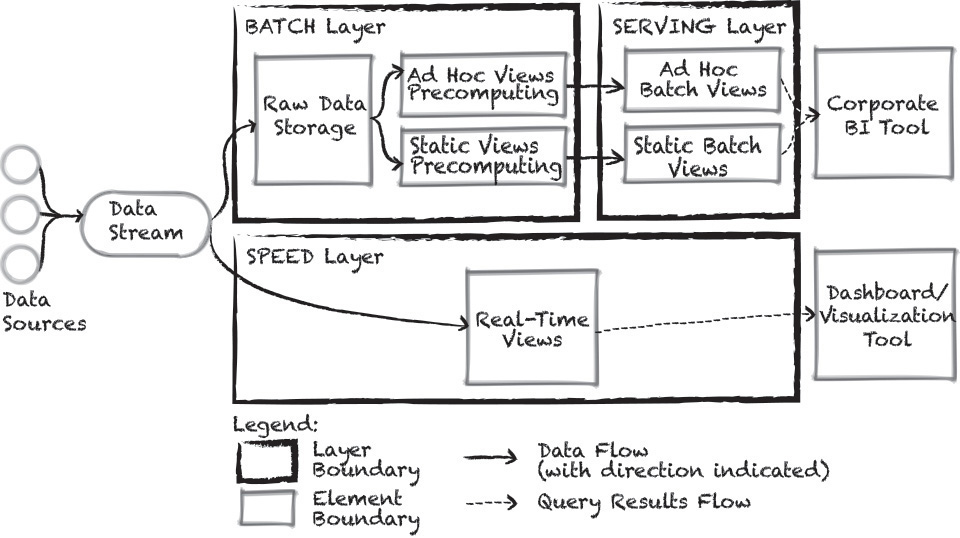 BATCH Layer
Raw Data
Storage
Ad Hoc Views
Precomputing
Static Views
Precomputing
SERVING Layer
Ad Hoc
Batch Views
Static Batch
Views
Corporate
BI Tool
Data
Stream
Data
Sources
SPEED Layer
Real-Time
Views
Dashboard/
Visualization
Tool
Legend:
Layer
Boundary
Element
Boundary
Data Flow
(with direction indicated)
Query Results Flow